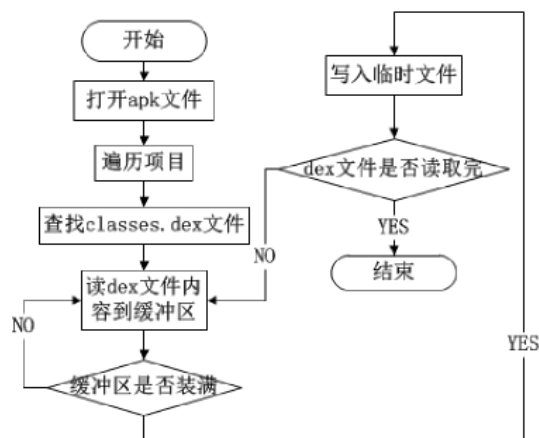 开始
打开apk文件
遍历项目
查找classes.dex文件
读dex文件内
容到缓冲区
NO
缓冲区是否装满
YES
写入临时文件
dex文件是否读取完
NO
YES
结束